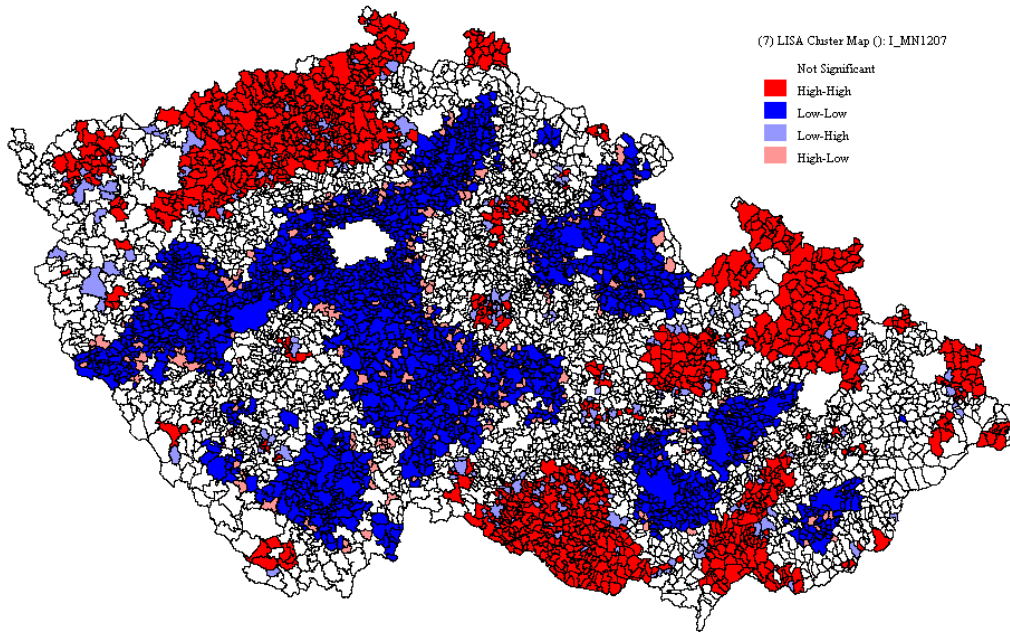 (7) LISA Cluster Map (): I_MN1207
Not Significant
High-High
Low-Low
Low-High
High-Low